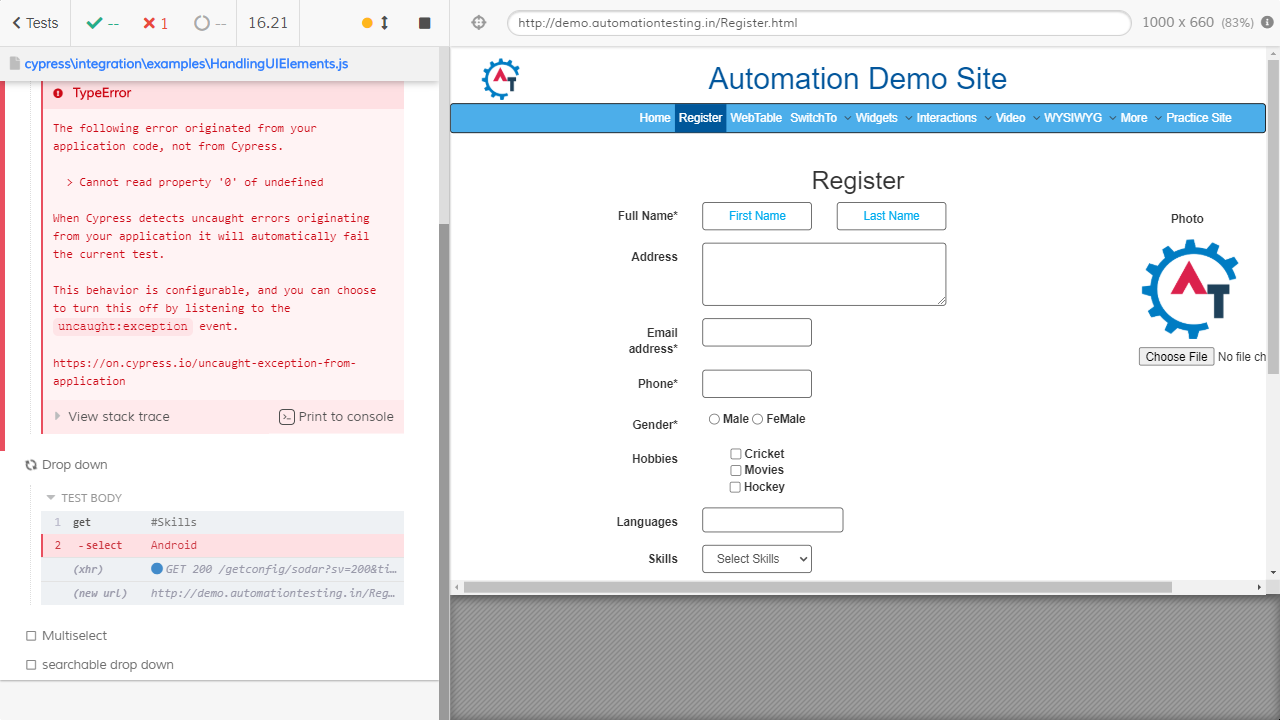 Tests
--
1
--
16.21
http://demo.automationtesting.in/Register.html
1000 x 660 (83%)
cypress\integration\examples\HandlingUIElements.js
TypeError
The following error originated from your
application code, not from Cypress.
> Cannot read property '0' of undefined
When Cypress detects uncaught errors originating
from your application it will automatically fail
the current test.
This behavior is configurable, and you can choose
to turn this off by listening to the
uncaught:exception event.
https://on.cypress.io/uncaught-exception-from-
application
View stack trace
Print to console
Drop down
TEST BODY
1 get #Skills
2 -select Android
(xhr) GET 200 /getconfig/sodar?sv=200&ti...
(new url) http://demo.automationtesting.in/Reg...
Multiselect
searchable drop down
AT
Automation Demo Site
Home Register WebTable SwitchTo Widgets Interactions Video WYSIWYG More Practice Site
Register
Full Name* First Name Last Name
Photo
Address
AT
Email
address*
Choose File No file ch
Phone*
Gender* Male FeMale
Hobbies Cricket
Movies
Hockey
Languages
Skills Select Skills